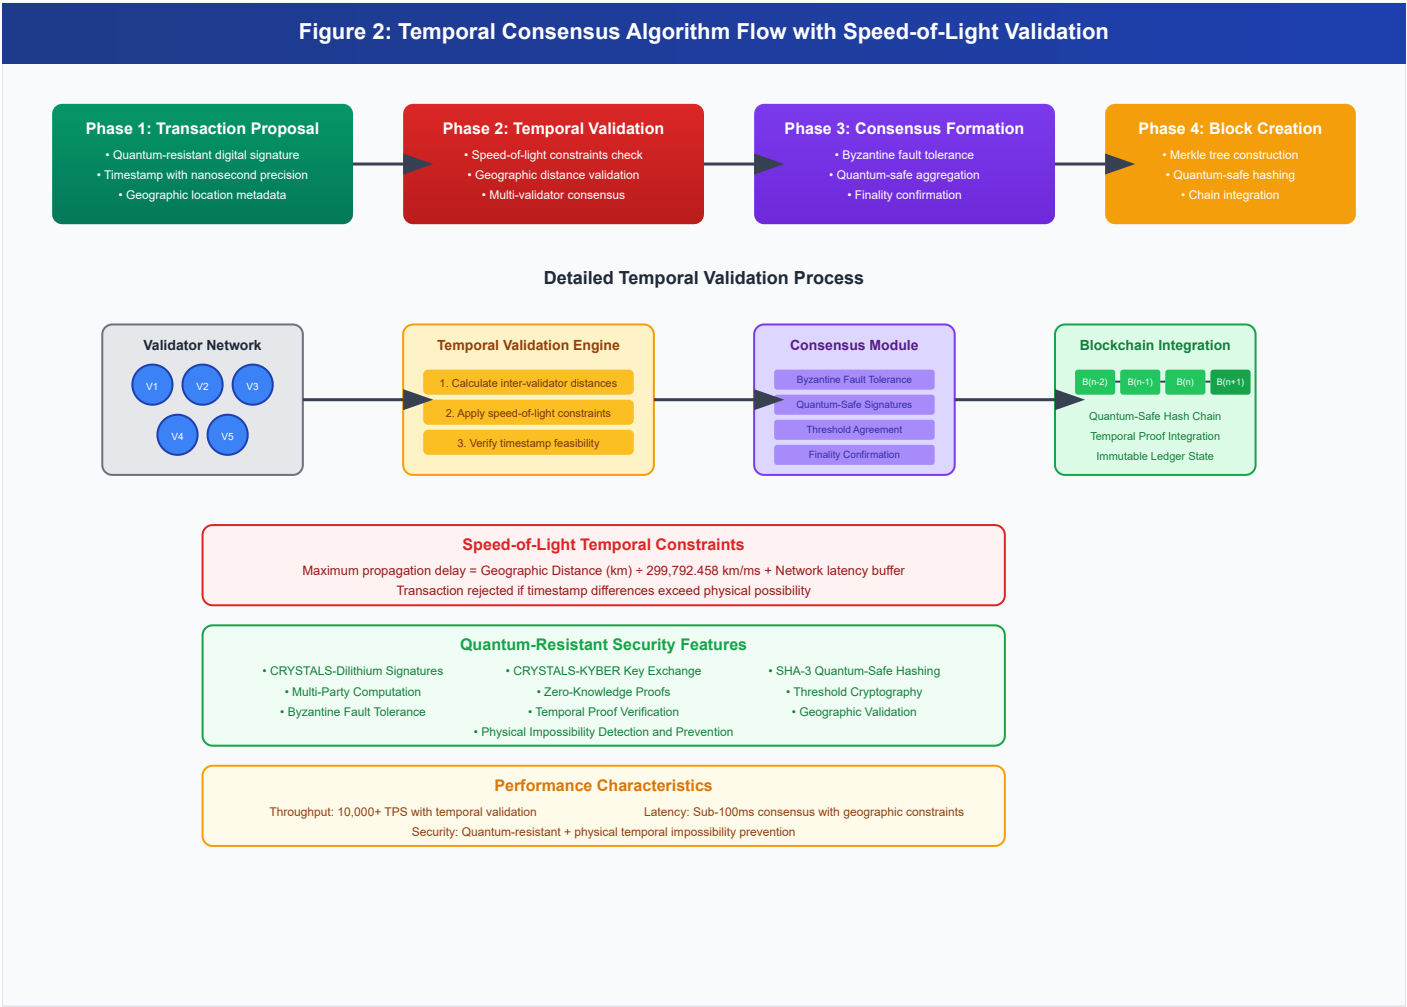 Figure 2: Temporal Consensus Algorithm Flow with Speed-of-Light Validation
Phase 1: Transaction Proposal
• Quantum-resistant digital signature
• Timestamp with nanosecond precision
• Geographic location metadata
Phase 2: Temporal Validation
• Speed-of-light constraints check
• Geographic distance validation
• Multi-validator consensus
Phase 3: Consensus Formation
• Byzantine fault tolerance
• Quantum-safe aggregation
• Finality confirmation
Phase 4: Block Creation
• Merkle tree construction
• Quantum-safe hashing
• Chain integration
Detailed Temporal Validation Process
Validator Network
V1 V2 V3
V4 V5
Temporal Validation Engine
1. Calculate inter-validator distances
2. Apply speed-of-light constraints
3. Verify timestamp feasibility
Consensus Module
Byzantine Fault Tolerance
Quantum-Safe Signatures
Threshold Agreement
Finality Confirmation
Blockchain Integration
B(n-2) B(n-1) B(n) B(n+1)
Quantum-Safe Hash Chain
Temporal Proof Integration
Immutable Ledger State
Speed-of-Light Temporal Constraints
Maximum propagation delay = Geographic Distance (km) ÷ 299,792.458 km/ms + Network latency buffer
Transaction rejected if timestamp differences exceed physical possibility
Quantum-Resistant Security Features
• CRYSTALS-Dilithium Signatures • CRYSTALS-KYBER Key Exchange • SHA-3 Quantum-Safe Hashing
• Multi-Party Computation • Zero-Knowledge Proofs • Threshold Cryptography
• Byzantine Fault Tolerance • Temporal Proof Verification • Geographic Validation
• Physical Impossibility Detection and Prevention
Performance Characteristics
Throughput: 10,000+ TPS with temporal validation Latency: Sub-100ms consensus with geographic constraints
Security: Quantum-resistant + physical temporal impossibility prevention